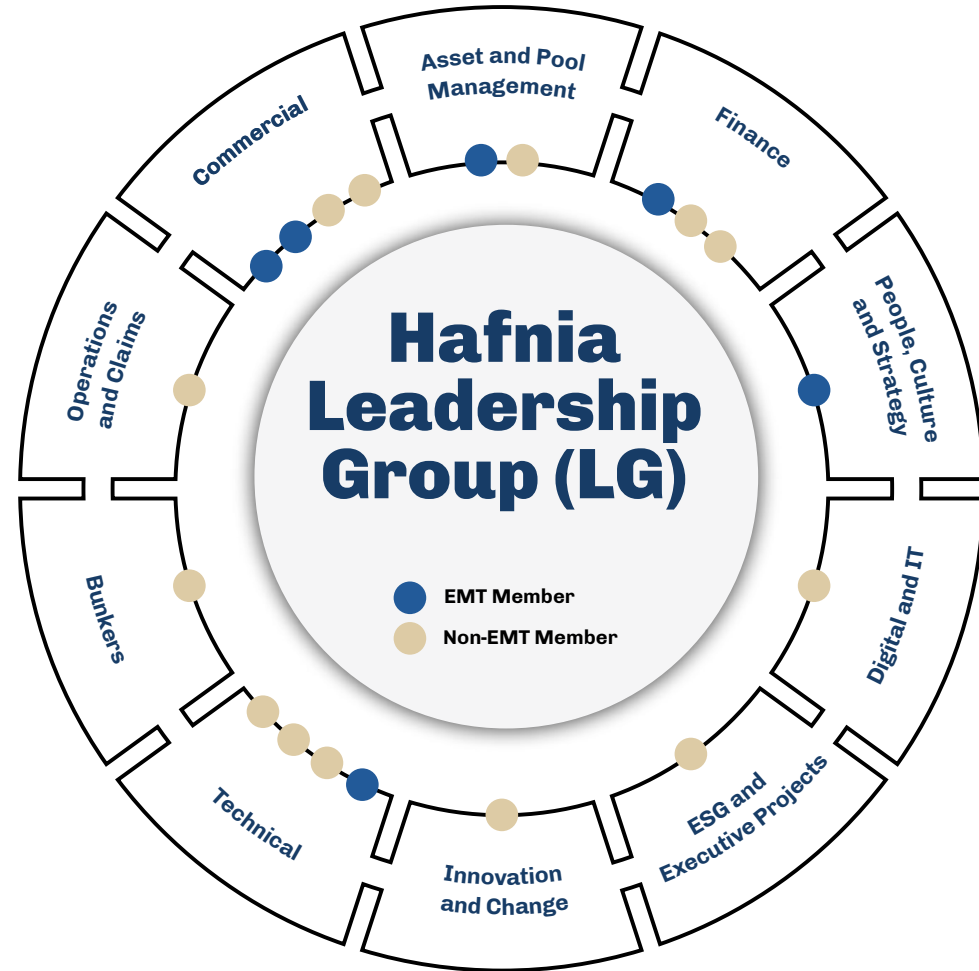 Asset and Pool
Management
Finance
People, Culture
and Strategy
Digital and IT
ESG and
Executive Projects
Innovation
and Change
Technical
Bunkers
Operations
and Claims
Commercial
Hafnia
Leadership
Group (LG)
EMT Member
Non-EMT Member